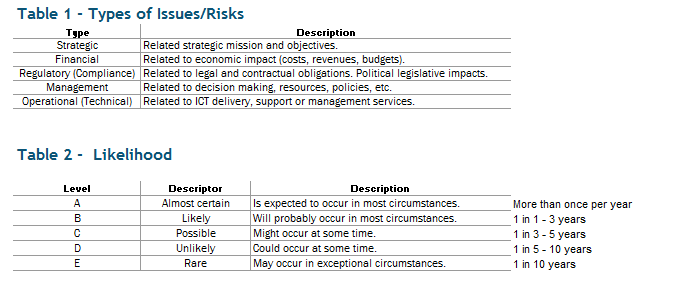 Table 1 - Types of Issues/Risks
Type Description
Strategic Related strategic mission and objectives.
Financial Related to economic impact (costs, revenues, budgets).
Regulatory (Compliance) Related to legal and contractual obligations. Political legislative impacts.
Management Related to decision making, resources, policies, etc.
Operational (Technical) Related to ICT delivery, support or management services.
Table 2 - Likelihood
Level Descriptor Description
A Almost certain Is expected to occur in most circumstances. More than once per year
B Likely Will probably occur in most circumstances. 1 in 1 - 3 years
C Possible Might occur at some time. 1 in 3 - 5 years
D Unlikely Could occur at some time. 1 in 5 - 10 years
E Rare May occur in exceptional circumstances. 1 in 10 years